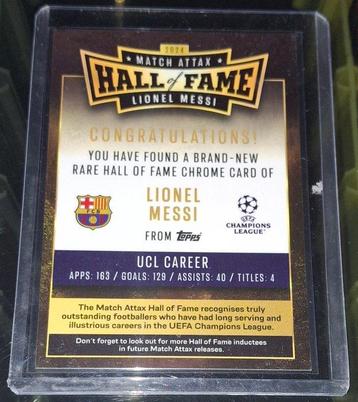 2024
★ MATCH ATTAX ★
HALL of FAME
LIONEL MESSI
CONGRATULATIONS!
YOU HAVE FOUND A BRAND-NEW
RARE HALL OF FAME CHROME CARD OF
LIONEL
MESSI
FROM Topps
FCB
UEFA
CHAMPIONS
LEAGUE
UCL CAREER
APPS: 163 / GOALS: 129 / ASSISTS: 40 / TITLES: 4
The Match Attax Hall of Fame recognises truly
outstanding footballers who have had long serving and
illustrious careers in the UEFA Champions League.
Don't forget to look out for more Hall of Fame inductees
in future Match Attax releases.